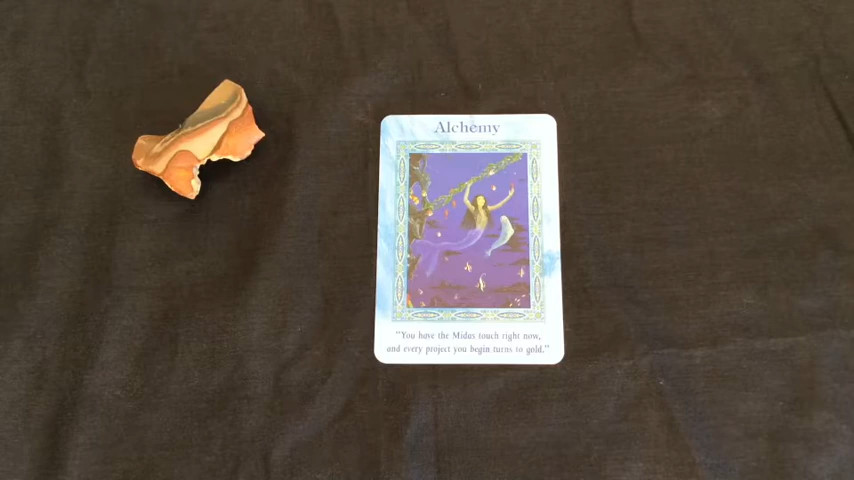 Alchemy
"You have the Midas touch right now,
and every project you begin turns to gold."